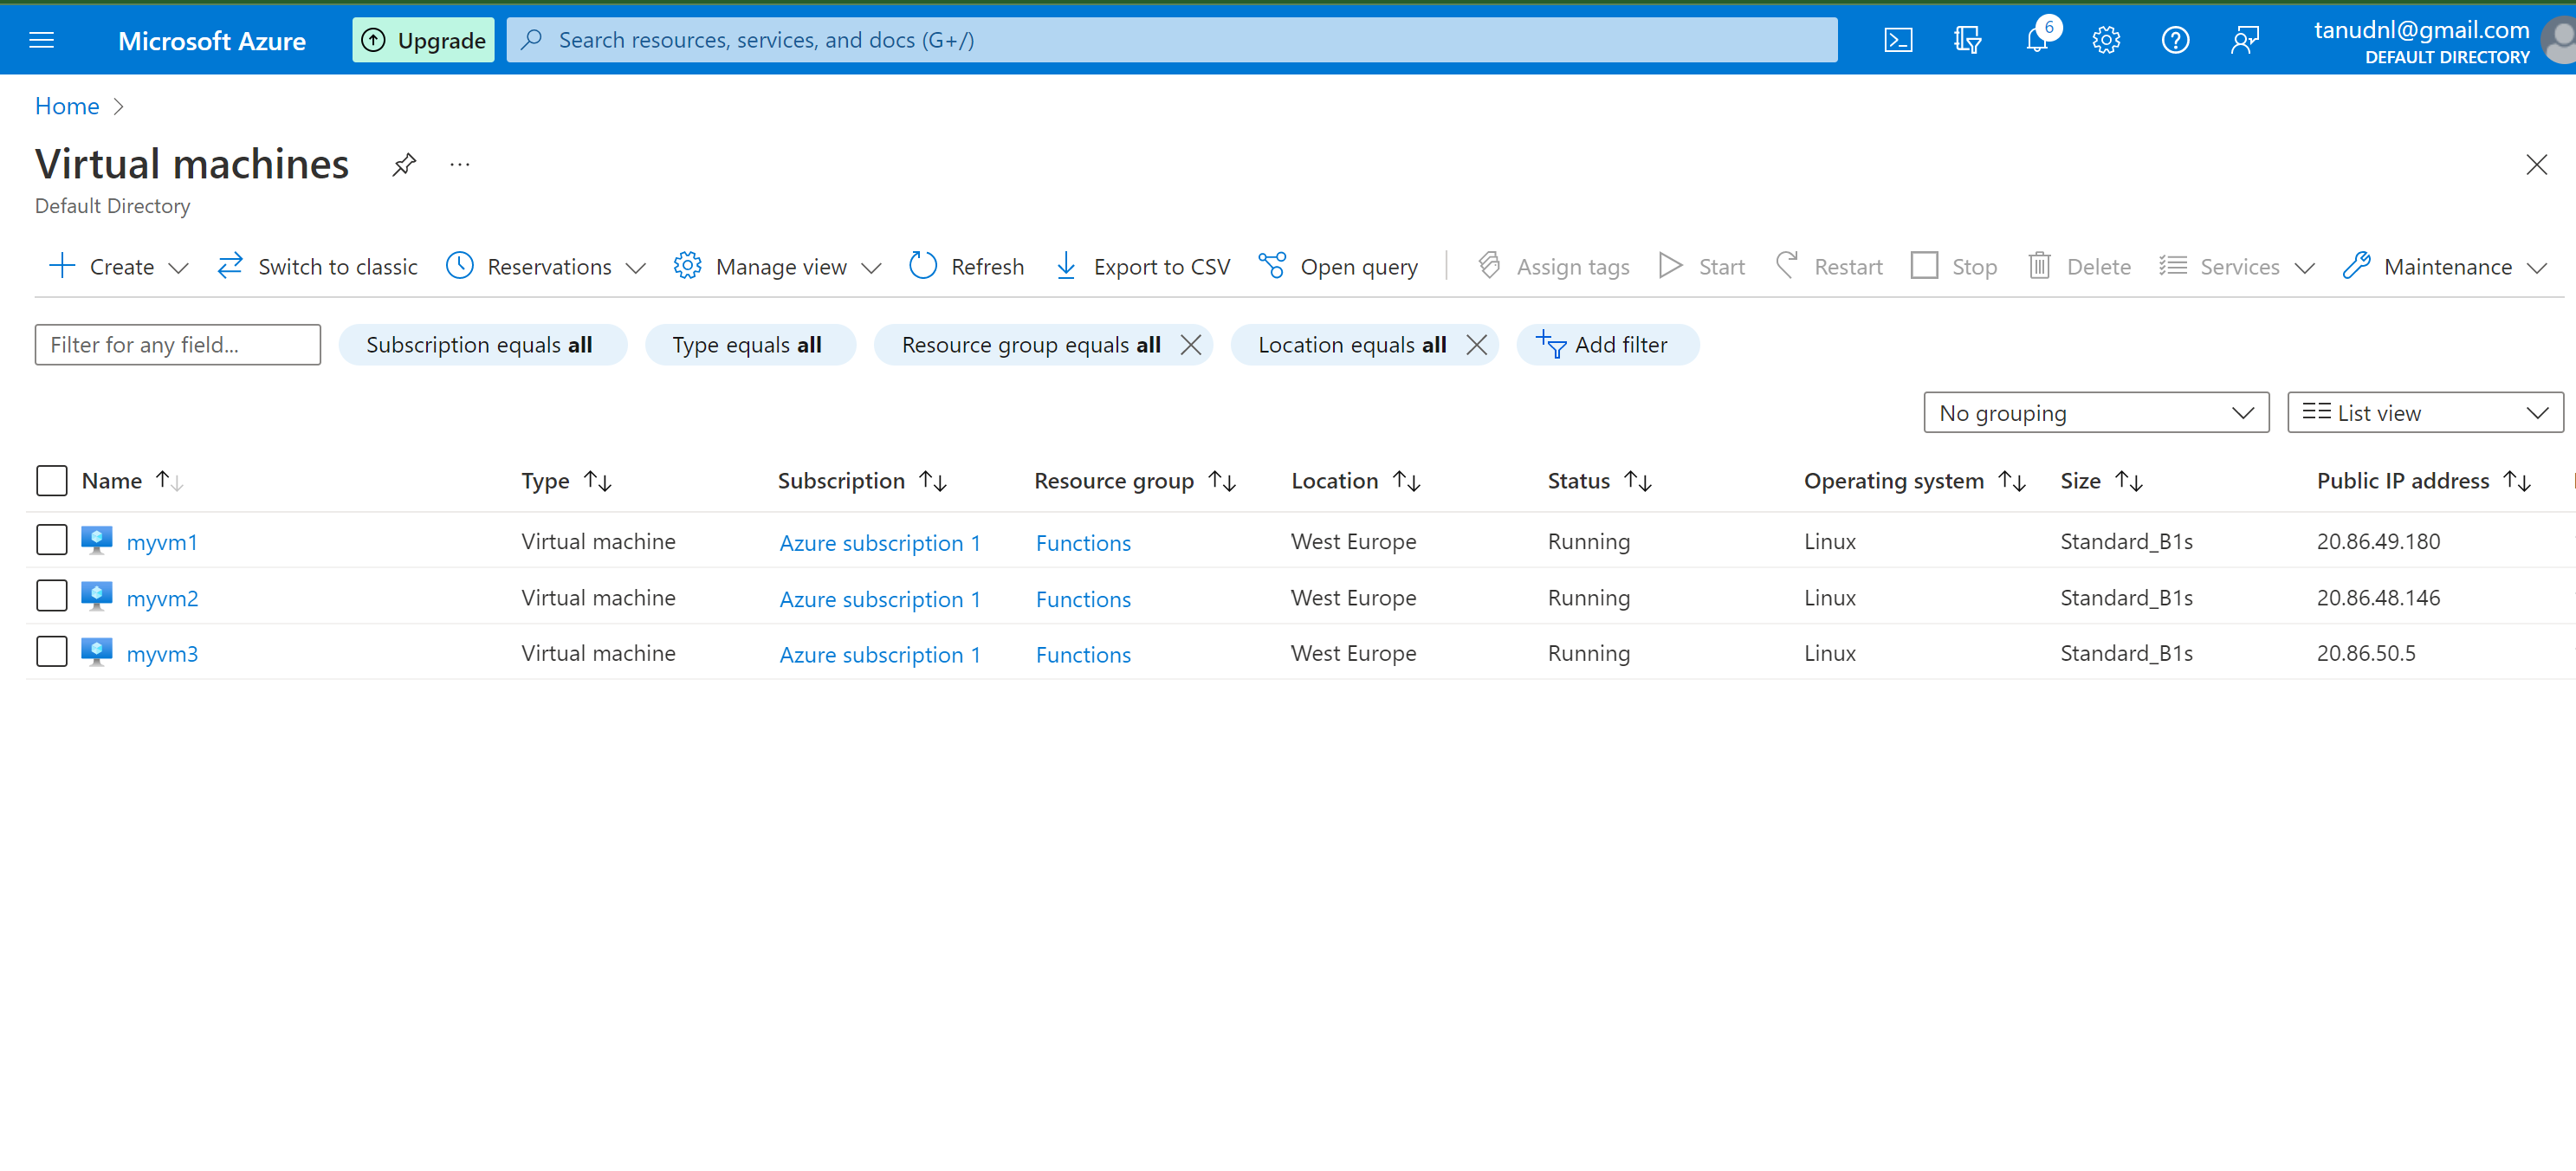 Microsoft Azure Upgrade Search resources, services, and docs (G+/) 6 tanudnl@gmail.com
DEFAULT DIRECTORY
Home
Virtual machines ...
Default Directory
Create Switch to classic Reservations Manage view Refresh Export to CSV Open query Assign tags Start Restart Stop Delete Services Maintenance
Filter for any field... Subscription equals all Type equals all Resource group equals all Location equals all Add filter
No grouping List view
Name Type Subscription Resource group Location Status Operating system Size Public IP address
myvm1 Virtual machine Azure subscription 1 Functions West Europe Running Linux Standard_B1s 20.86.49.180
myvm2 Virtual machine Azure subscription 1 Functions West Europe Running Linux Standard_B1s 20.86.48.146
myvm3 Virtual machine Azure subscription 1 Functions West Europe Running Linux Standard_B1s 20.86.50.5